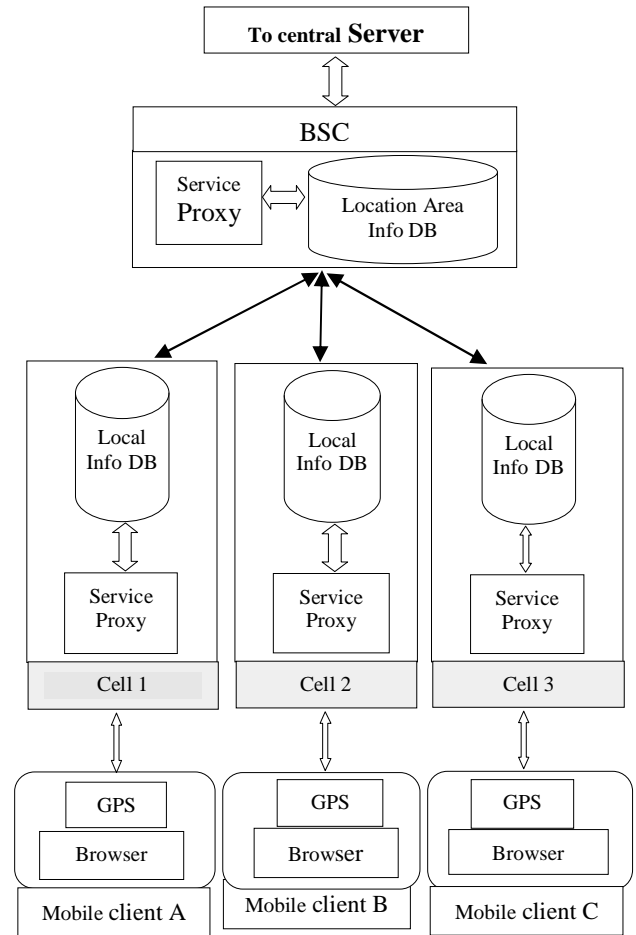 To central Server
BSC
Service
Proxy
Location Area
Info DB
Local
Info DB
Local
Info DB
Local
Info DB
Service
Proxy
Service
Proxy
Service
Proxy
Cell 1
Cell 2
Cell 3
GPS
Browser
GPS
Browser
GPS
Browser
Mobile client A
Mobile client B
Mobile client C